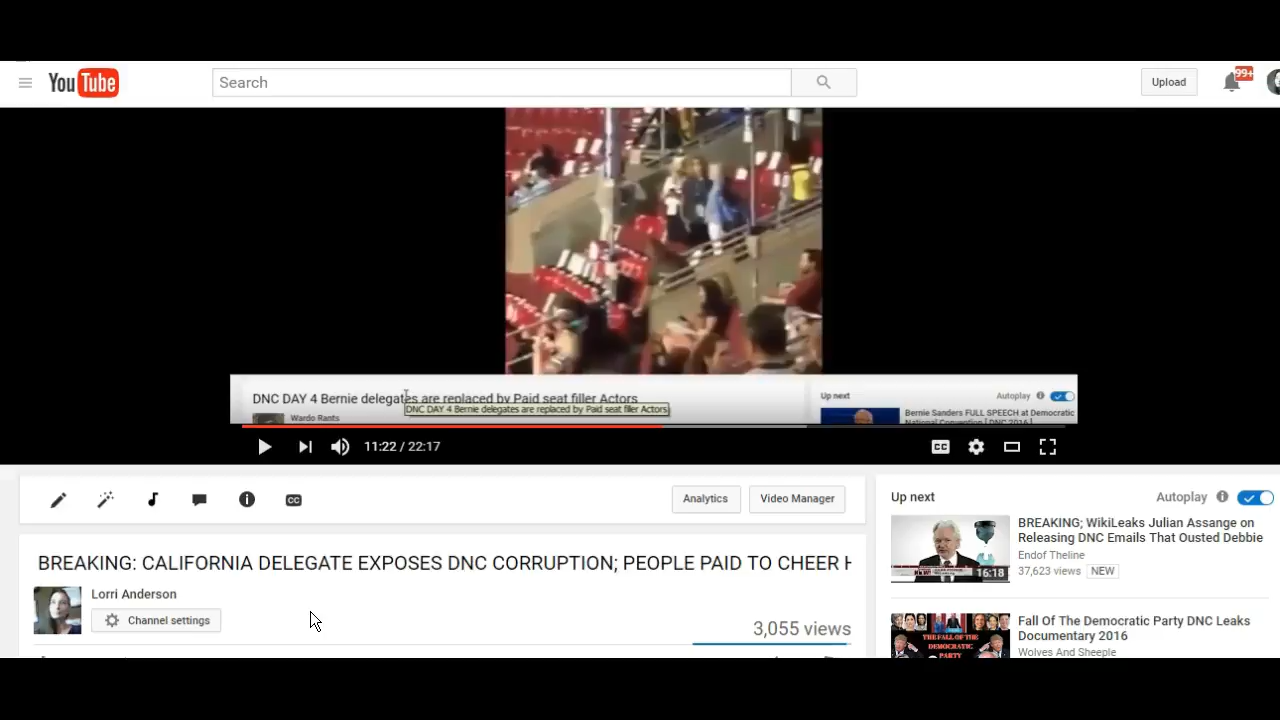 YouTube
Search
Upload
99+
DNC DAY 4 Bernie delegates are replaced by Paid seat filler Actors
DNC DAY 4 Bernie delegates are replaced by Paid seat filler Actors
Wardo Rants
Up next
Autoplay
Bernie Sanders FULL SPEECH at Democratic
National Convention | DNC 2016 |
11:22 / 22:17
CC
CC
Analytics
Video Manager
BREAKING: CALIFORNIA DELEGATE EXPOSES DNC CORRUPTION; PEOPLE PAID TO CHEER H
Lorri Anderson
Channel settings
3,055 views
Up next
Autoplay
BREAKING; WikiLeaks Julian Assange on
Releasing DNC Emails That Ousted Debbie
Endof Theline
37,623 views NEW
16:18
Fall Of The Democratic Party DNC Leaks
Documentary 2016
Wolves And Sheeple
THE FALL OF THE
DEMOCRATIC
PARTY